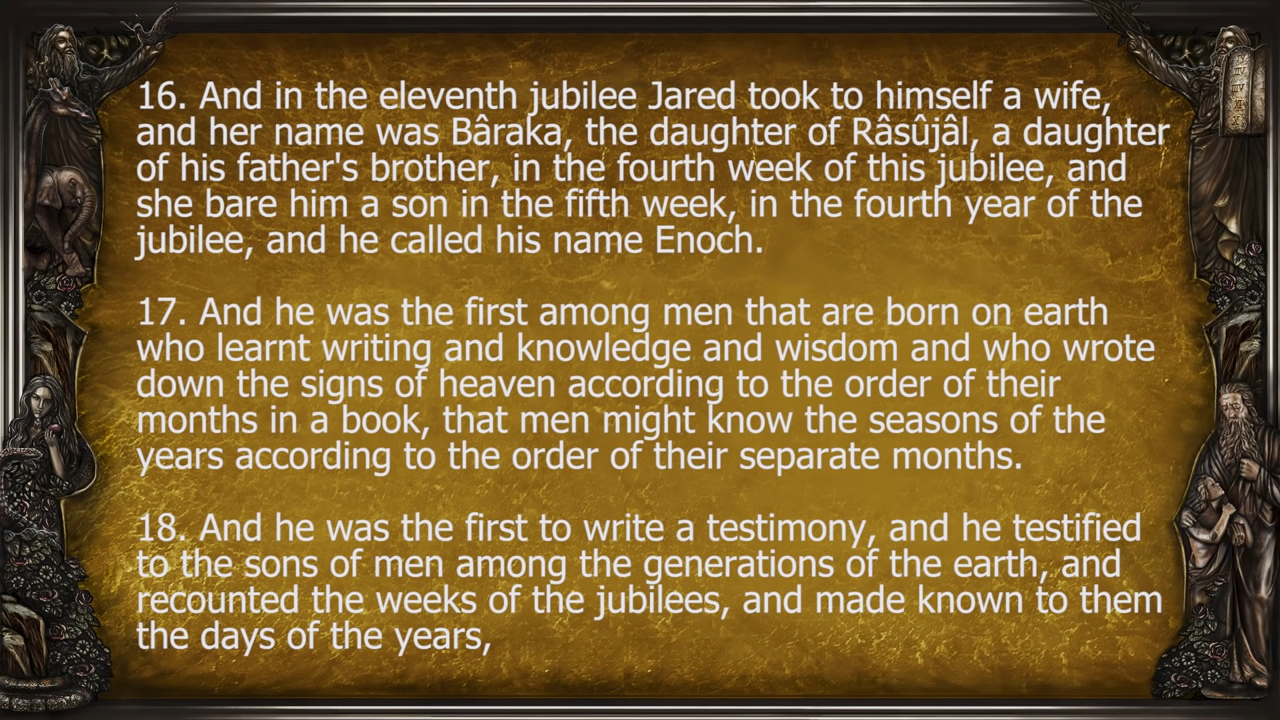 16. And in the eleventh jubilee Jared took to himself a wife,
and her name was Bâraka, the daughter of Râsûjâl, a daughter
of his father's brother, in the fourth week of this jubilee, and
she bare him a son in the fifth week, in the fourth year of the
jubilee, and he called his name Enoch.
17. And he was the first among men that are born on earth
who learnt writing and knowledge and wisdom and who wrote
down the signs of heaven according to the order of their
months in a book, that men might know the seasons of the
years according to the order of their separate months.
18. And he was the first to write a testimony, and he testified
to the sons of men among the generations of the earth, and
recounted the weeks of the jubilees, and made known to them
the days of the years,